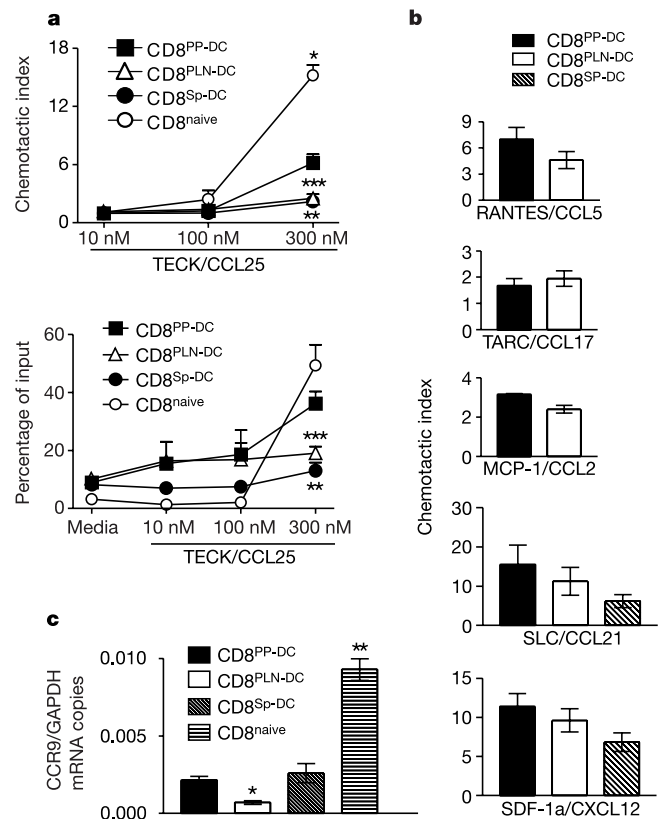 a
Chemotactic index
18
12
6
0
CD8PP-DC
CD8PLN-DC
CD8Sp-DC
CD8naive
*
***
**
10 nM 100 nM 300 nM
TECK/CCL25
Percentage of input
60
40
20
0
CD8PP-DC
CD8PLN-DC
CD8Sp-DC
CD8naive
***
**
Media 10 nM 100 nM 300 nM
TECK/CCL25
b
CD8PP-DC
CD8PLN-DC
CD8SP-DC
Chemotactic index
9
6
3
0
RANTES/CCL5
4
3
2
1
0
TARC/CCL17
4
3
2
1
0
MCP-1/CCL2
30
20
10
0
SLC/CCL21
15
10
5
0
SDF-1a/CXCL12
c
CCR9/GAPDH
mRNA copies
0.010
0.005
0.000
CD8PP-DC
CD8PLN-DC
CD8Sp-DC
CD8naive
*
**